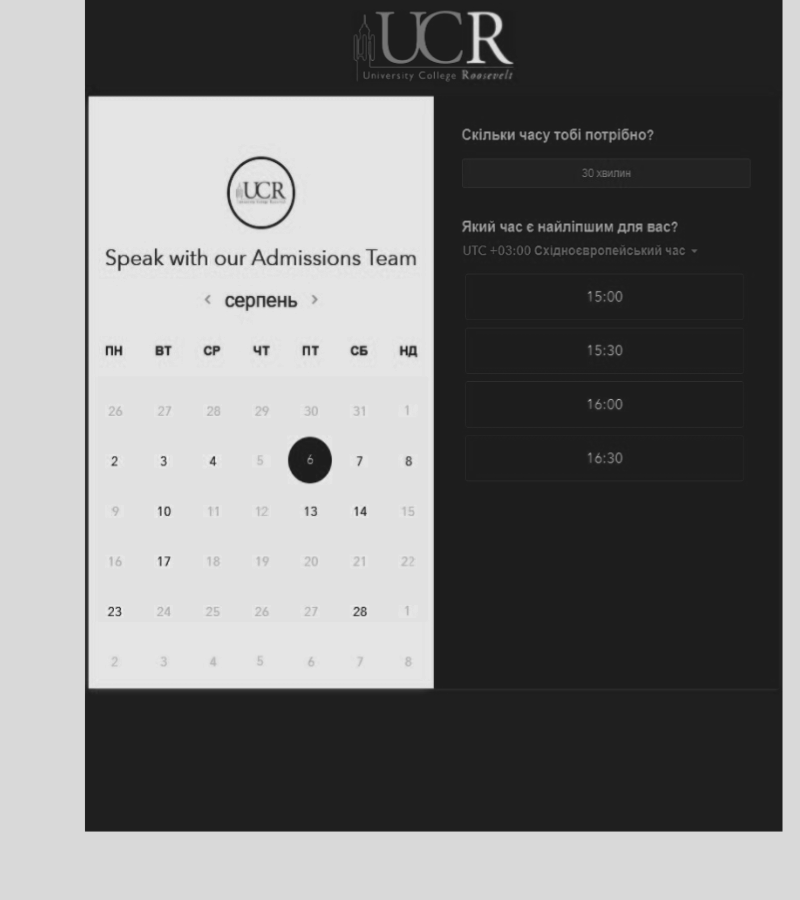 UCR
University College Roosevelt
UCR
Speak with our Admissions Team
< серпень >
ПН ВТ СР ЧТ ПТ СБ НД
26 27 28 29 30 31 1
2 3 4 5 6 7 8
9 10 11 12 13 14 15
16 17 18 19 20 21 22
23 24 25 26 27 28 1
2 3 4 5 6 7 8
Скільки часу тобі потрібно?
30 хвилин
Який час є найліпшим для вас?
UTC +03:00 Східноєвропейський час
15:00
15:30
16:00
16:30